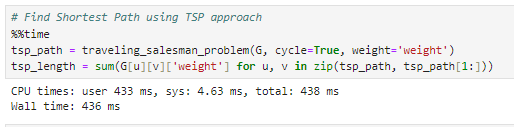 # Find Shortest Path using TSP approach
%%time
tsp_path = traveling_salesman_problem(G, cycle=True, weight='weight')
tsp_length = sum(G[u][v]['weight'] for u, v in zip(tsp_path, tsp_path[1:]))
CPU times: user 433 ms, sys: 4.63 ms, total: 438 ms
Wall time: 436 ms